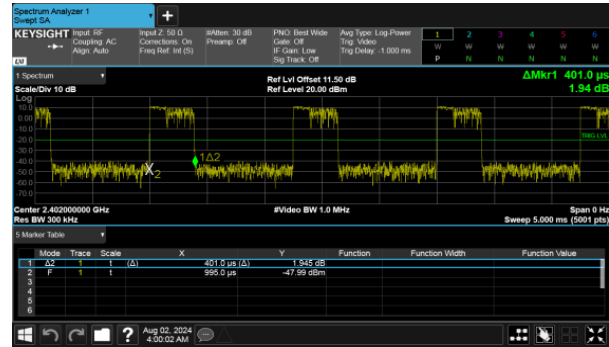 Spectrum Analyzer 1
Swept SA
+
KEYSIGHT
Input: RF
Coupling: AC
Align: Auto
Input Z: 50 Ω
Corrections: On
Freq Ref: Int (S)
#Atten: 30 dB
Preamp: Off
PNO: Best Wide
Gate: Off
IF Gain: Low
Sig Track: Off
Avg Type: Log-Power
Trig: Video
Trig Delay: -1.000 ms
1 2 3 4 5 6
W W W W W W
P N N N N N
LXI
1 Spectrum
Scale/Div 10 dB
Ref Lvl Offset 11.50 dB
Ref Level 20.00 dBm
ΔMkr1 401.0 µs
1.94 dB
Log
10.0
0.00
-10.0
-20.0
-30.0
-40.0
-50.0
-60.0
-70.0
TRIG LVL
1Δ2
X2
Center 2.402000000 GHz
Res BW 300 kHz
#Video BW 1.0 MHz
Span 0 Hz
Sweep 5.000 ms (5001 pts)
5 Marker Table
Mode Trace Scale X Y Function Function Width Function Value
1 Δ2 1 t (Δ) 401.0 µs (Δ) 1.945 dB
2 F 1 t 995.0 µs -47.99 dBm
3
4
5
6
?
Aug 02, 2024
4:00:02 AM